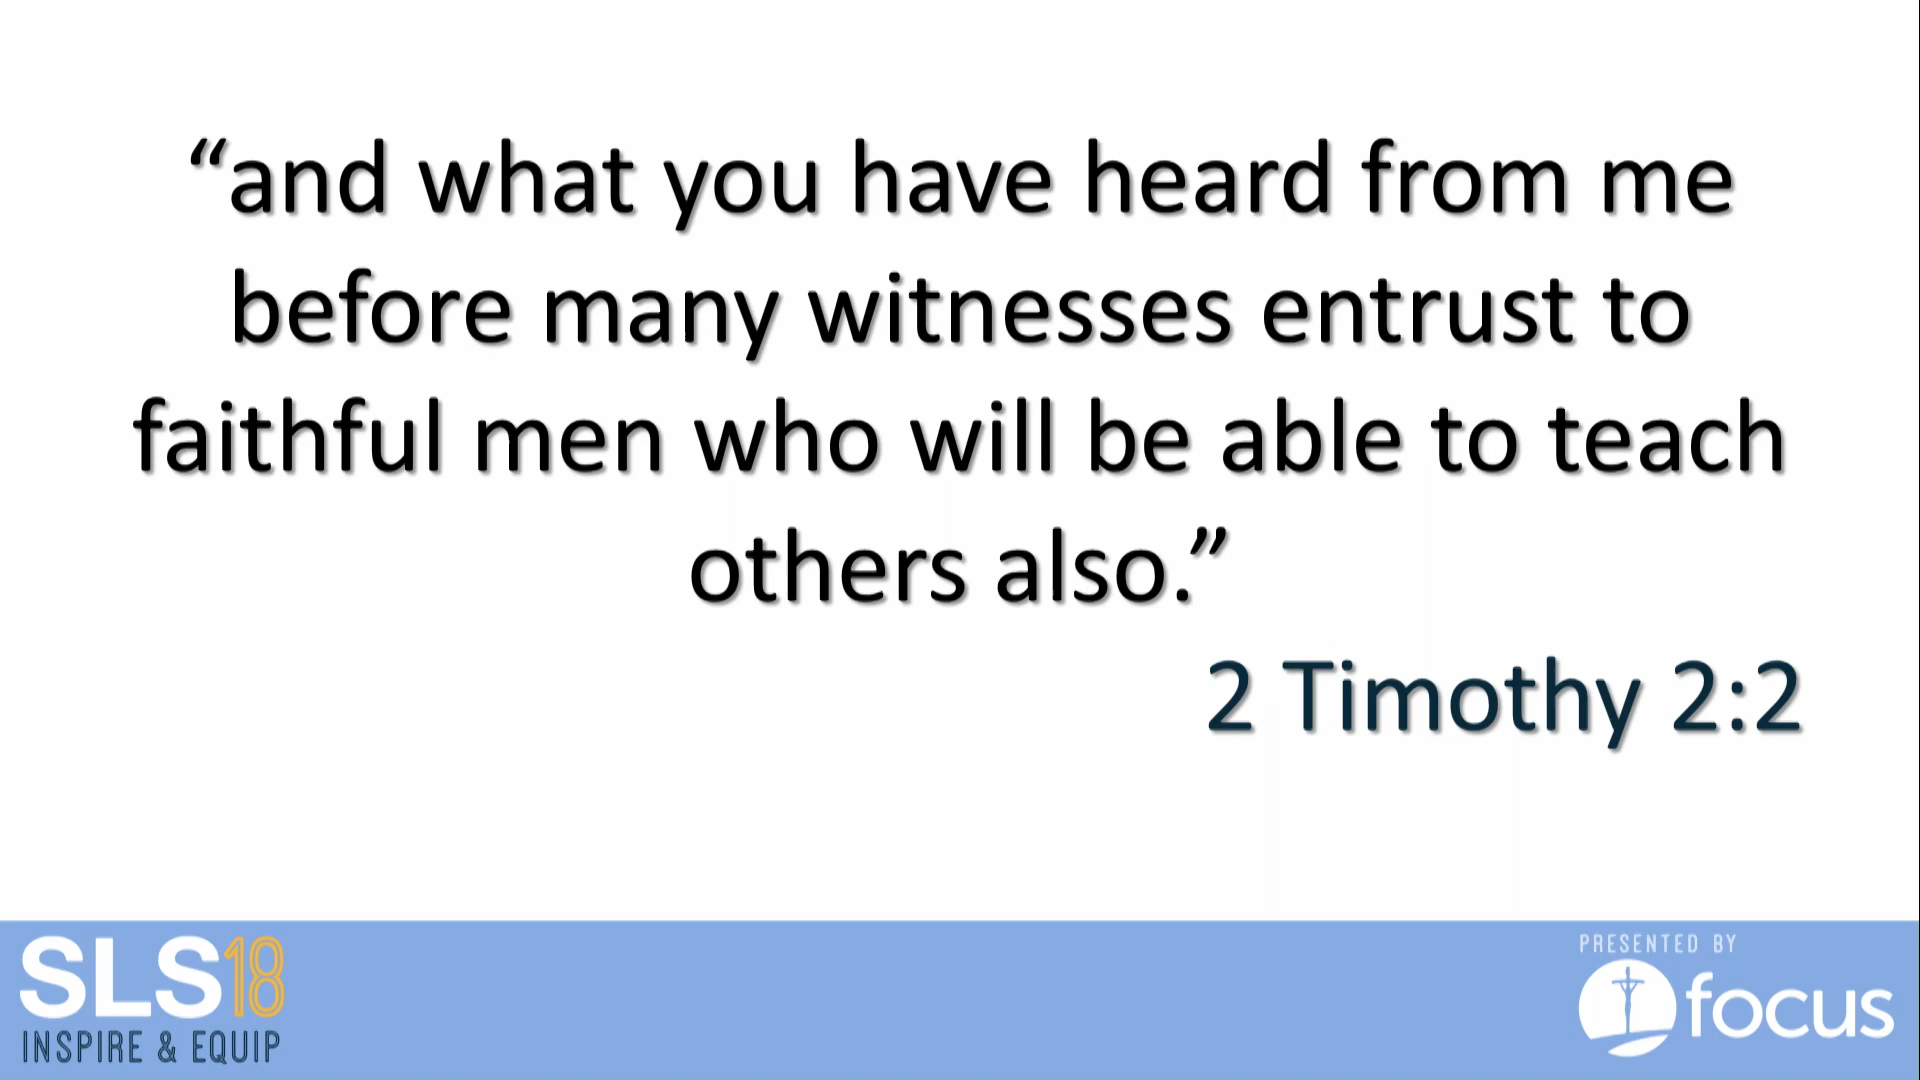 “and what you have heard from me
before many witnesses entrust to
faithful men who will be able to teach
others also.”
2 Timothy 2:2
SLS18
INSPIRE & EQUIP
PRESENTED BY
focus